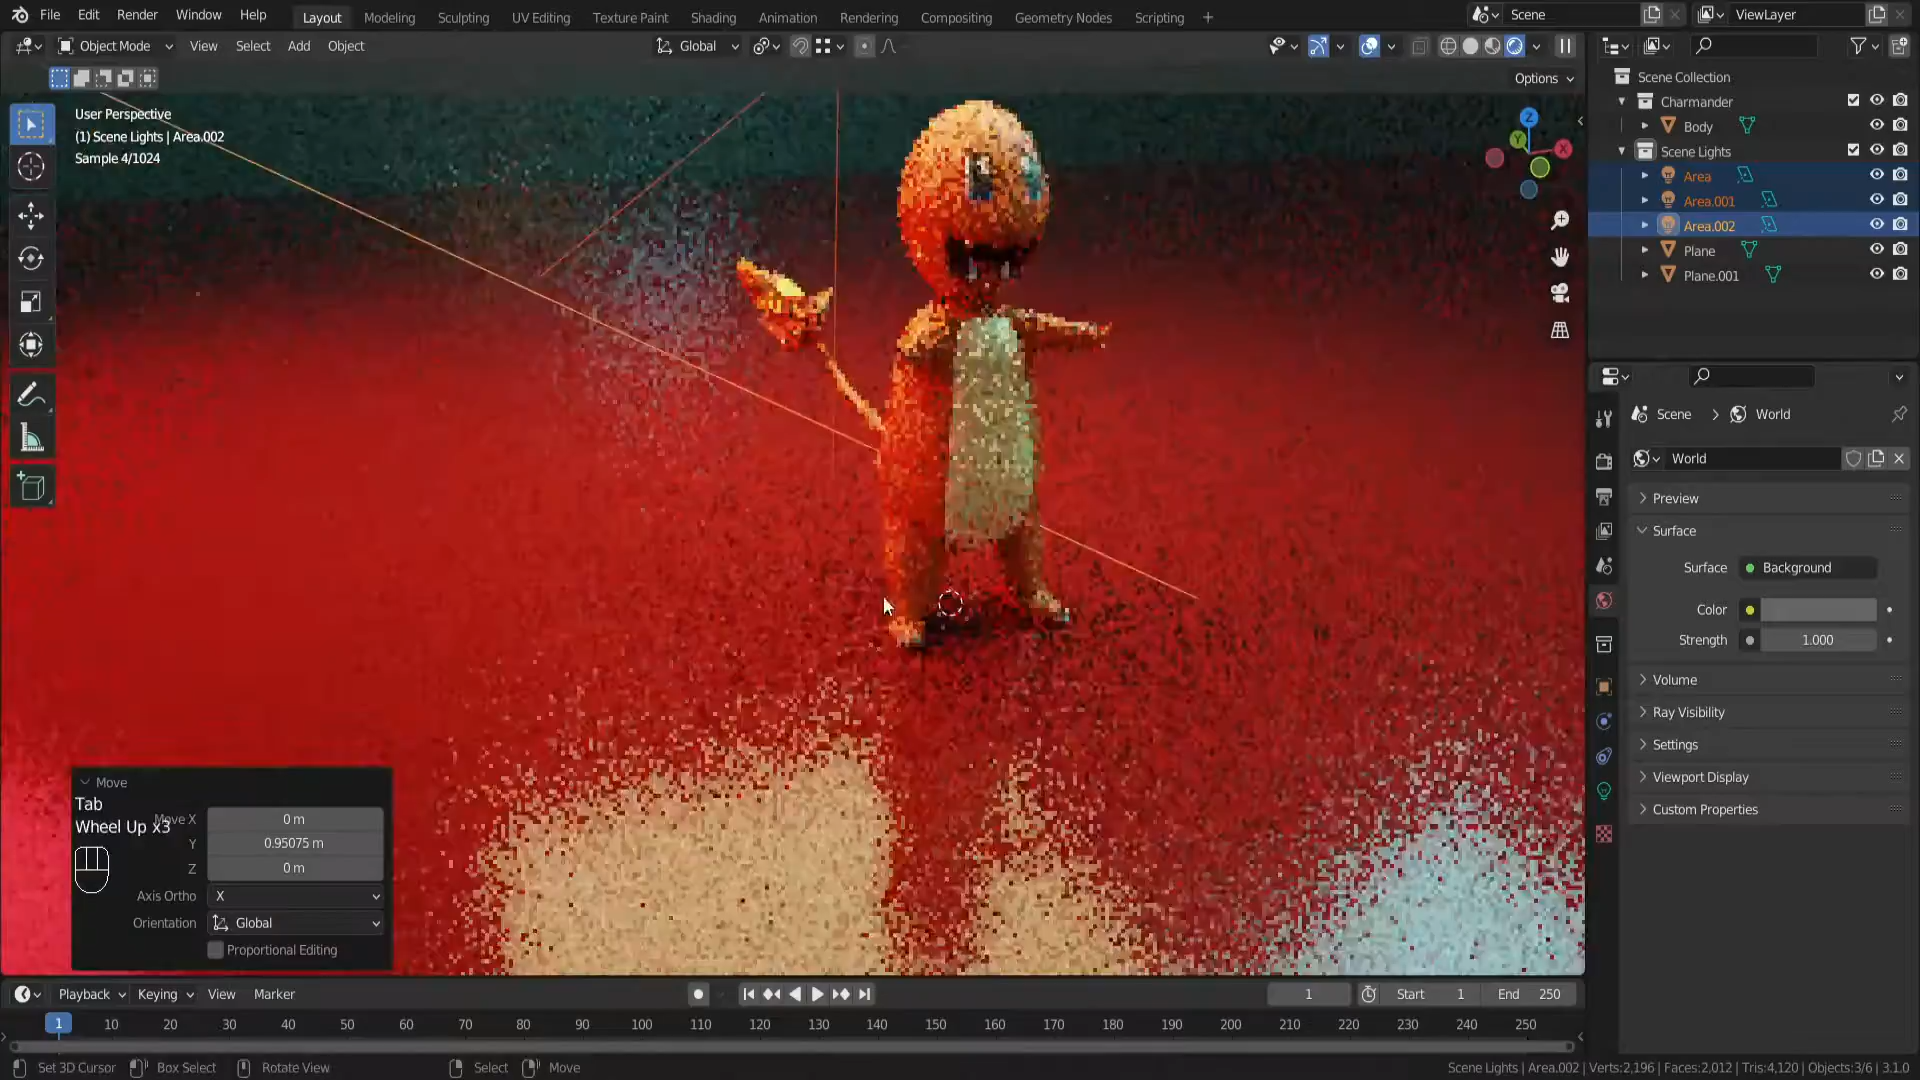 File Edit Render Window Help Layout Modeling Sculpting UV Editing Texture Paint Shading Animation Rendering Compositing Geometry Nodes Scripting + Scene ViewLayer
Object Mode View Select Add Object Global
Options
User Perspective
(1) Scene Lights | Area.002
Sample 4/1024
Z
Y
X
Scene Collection
Charmander
Body
Scene Lights
Area
Area.001
Area.002
Plane
Plane.001
Scene > World
World
Preview
Surface
Surface Background
Color
Strength 1.000
Volume
Ray Visibility
Settings
Viewport Display
Custom Properties
Move
Tab
Move X 0 m
Wheel Up x3
Y 0.95075 m
Z 0 m
Axis Ortho X
Orientation Global
Proportional Editing
Playback Keying View Marker 1 Start 1 End 250
1 10 20 30 40 50 60 70 80 90 100 110 120 130 140 150 160 170 180 190 200 210 220 230 240 250
Set 3D Cursor Box Select Rotate View Select Move Scene Lights | Area.002 | Verts:2,196 | Faces:2,012 | Tris:4,120 | Objects:3/6 | 3.1.0